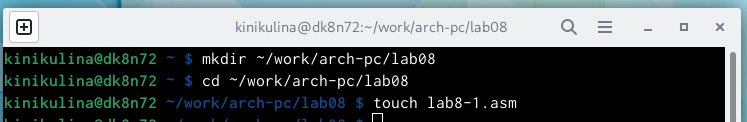 kinikulina@dk8n72:~/work/arch-pc/lab08
kinikulina@dk8n72 ~ $ mkdir ~/work/arch-pc/lab08
kinikulina@dk8n72 ~ $ cd ~/work/arch-pc/lab08
kinikulina@dk8n72 ~/work/arch-pc/lab08 $ touch lab8-1.asm
kinikulina@dk8n72 ~/work/arch-pc/lab08 $